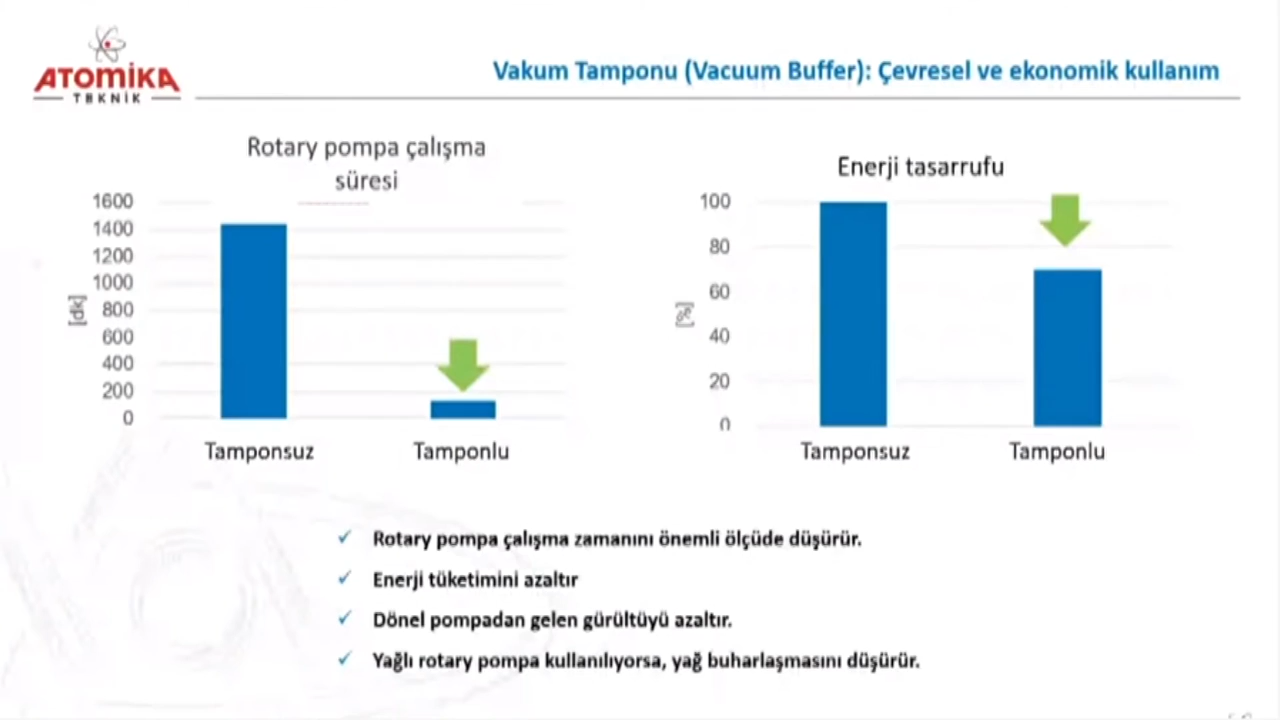 ATOMİKA
TEKNİK
Vakum Tamponu (Vacuum Buffer): Çevresel ve ekonomik kullanım
Rotary pompa çalışma
süresi
1600
1400
1200
1000
800
600
400
200
0
[dk]
Tamponsuz
Tamponlu
Enerji tasarrufu
100
80
60
40
20
0
[%]
Tamponsuz
Tamponlu
✓ Rotary pompa çalışma zamanını önemli ölçüde düşürür.
✓ Enerji tüketimini azaltır
✓ Dönel pompadan gelen gürültüyü azaltır.
✓ Yağlı rotary pompa kullanılıyorsa, yağ buharlaşmasını düşürür.